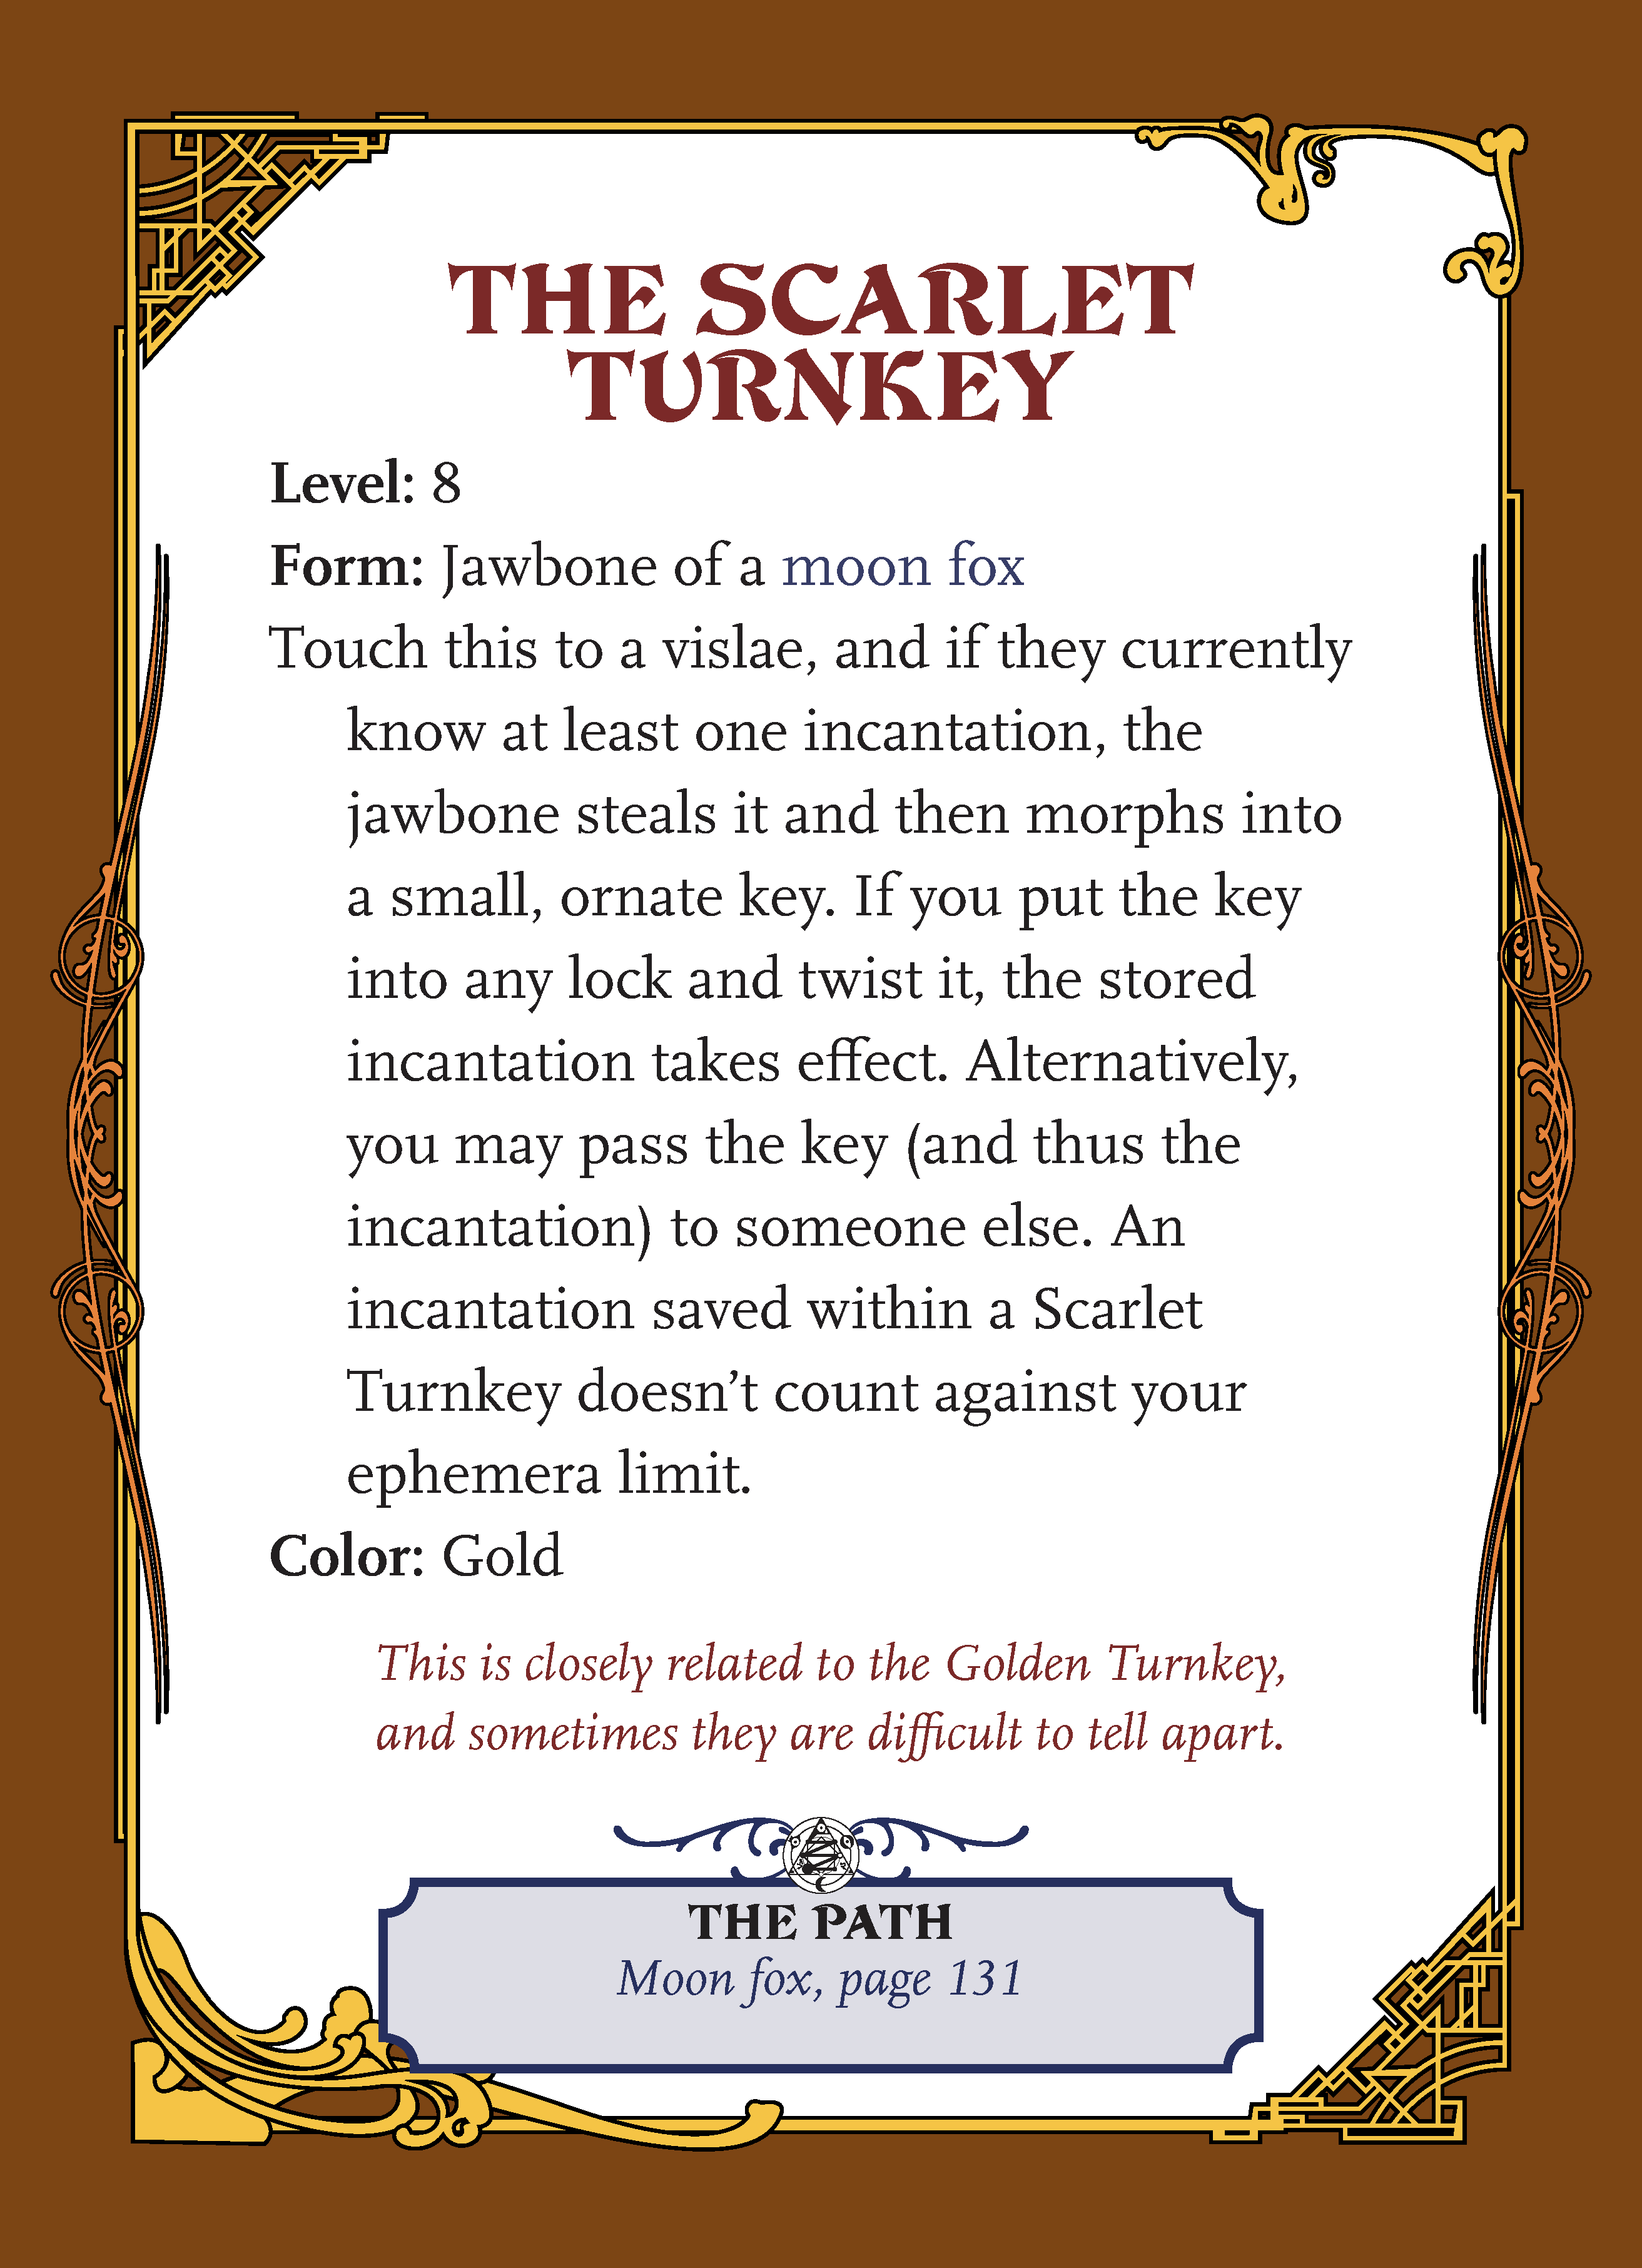 THE SCARLET
TURNKEY
Level: 8
Form: Jawbone of a moon fox
Touch this to a vislae, and if they currently
know at least one incantation, the
jawbone steals it and then morphs into
a small, ornate key. If you put the key
into any lock and twist it, the stored
incantation takes effect. Alternatively,
you may pass the key (and thus the
incantation) to someone else. An
incantation saved within a Scarlet
Turnkey doesn’t count against your
ephemera limit.
Color: Gold
This is closely related to the Golden Turnkey,
and sometimes they are difficult to tell apart.
THE PATH
Moon fox, page 131